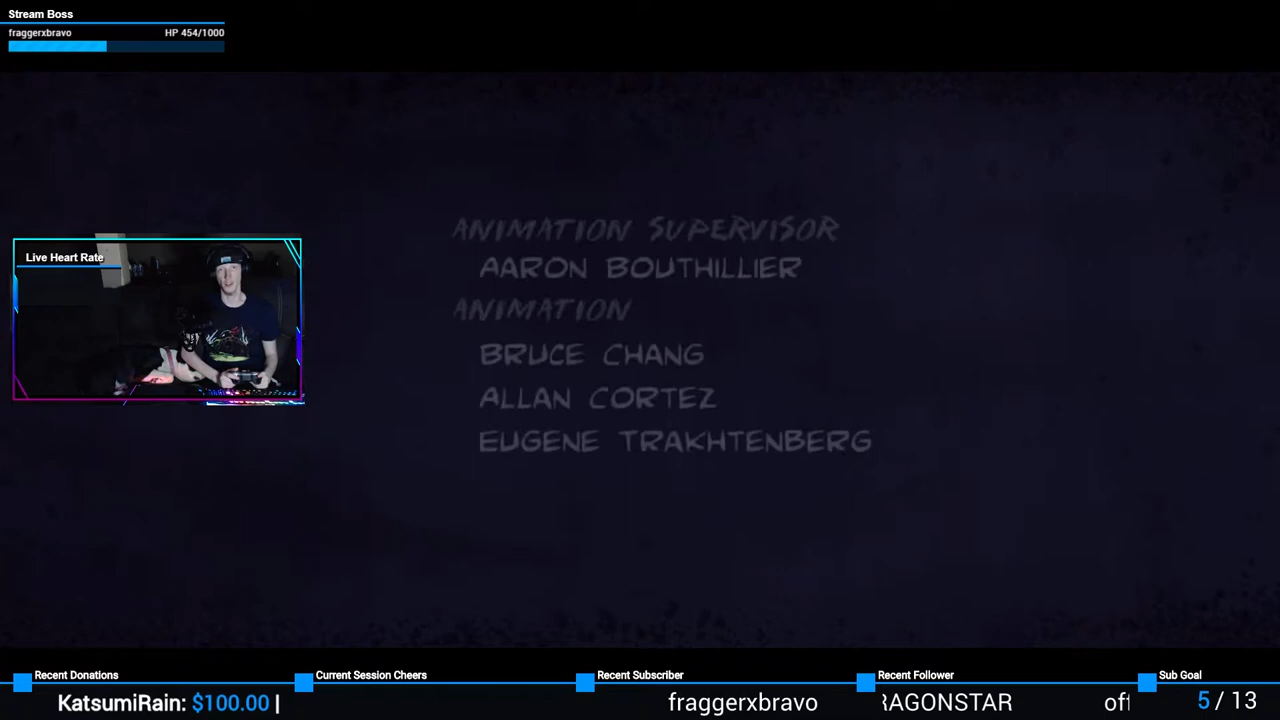 Stream Boss
fraggerxbravo HP 454/1000
ANIMATION SUPERVISOR
AARON BOUTHILLIER
Live Heart Rate
ANIMATION
BRUCE CHANG
ALLAN CORTEZ
EUGENE TRAKHTENBERG
Recent Donations Current Session Cheers Recent Subscriber Recent Follower Sub Goal
KatsumiRain: $100.00 | fraggerxbravo RAGONSTAR off 5 / 13